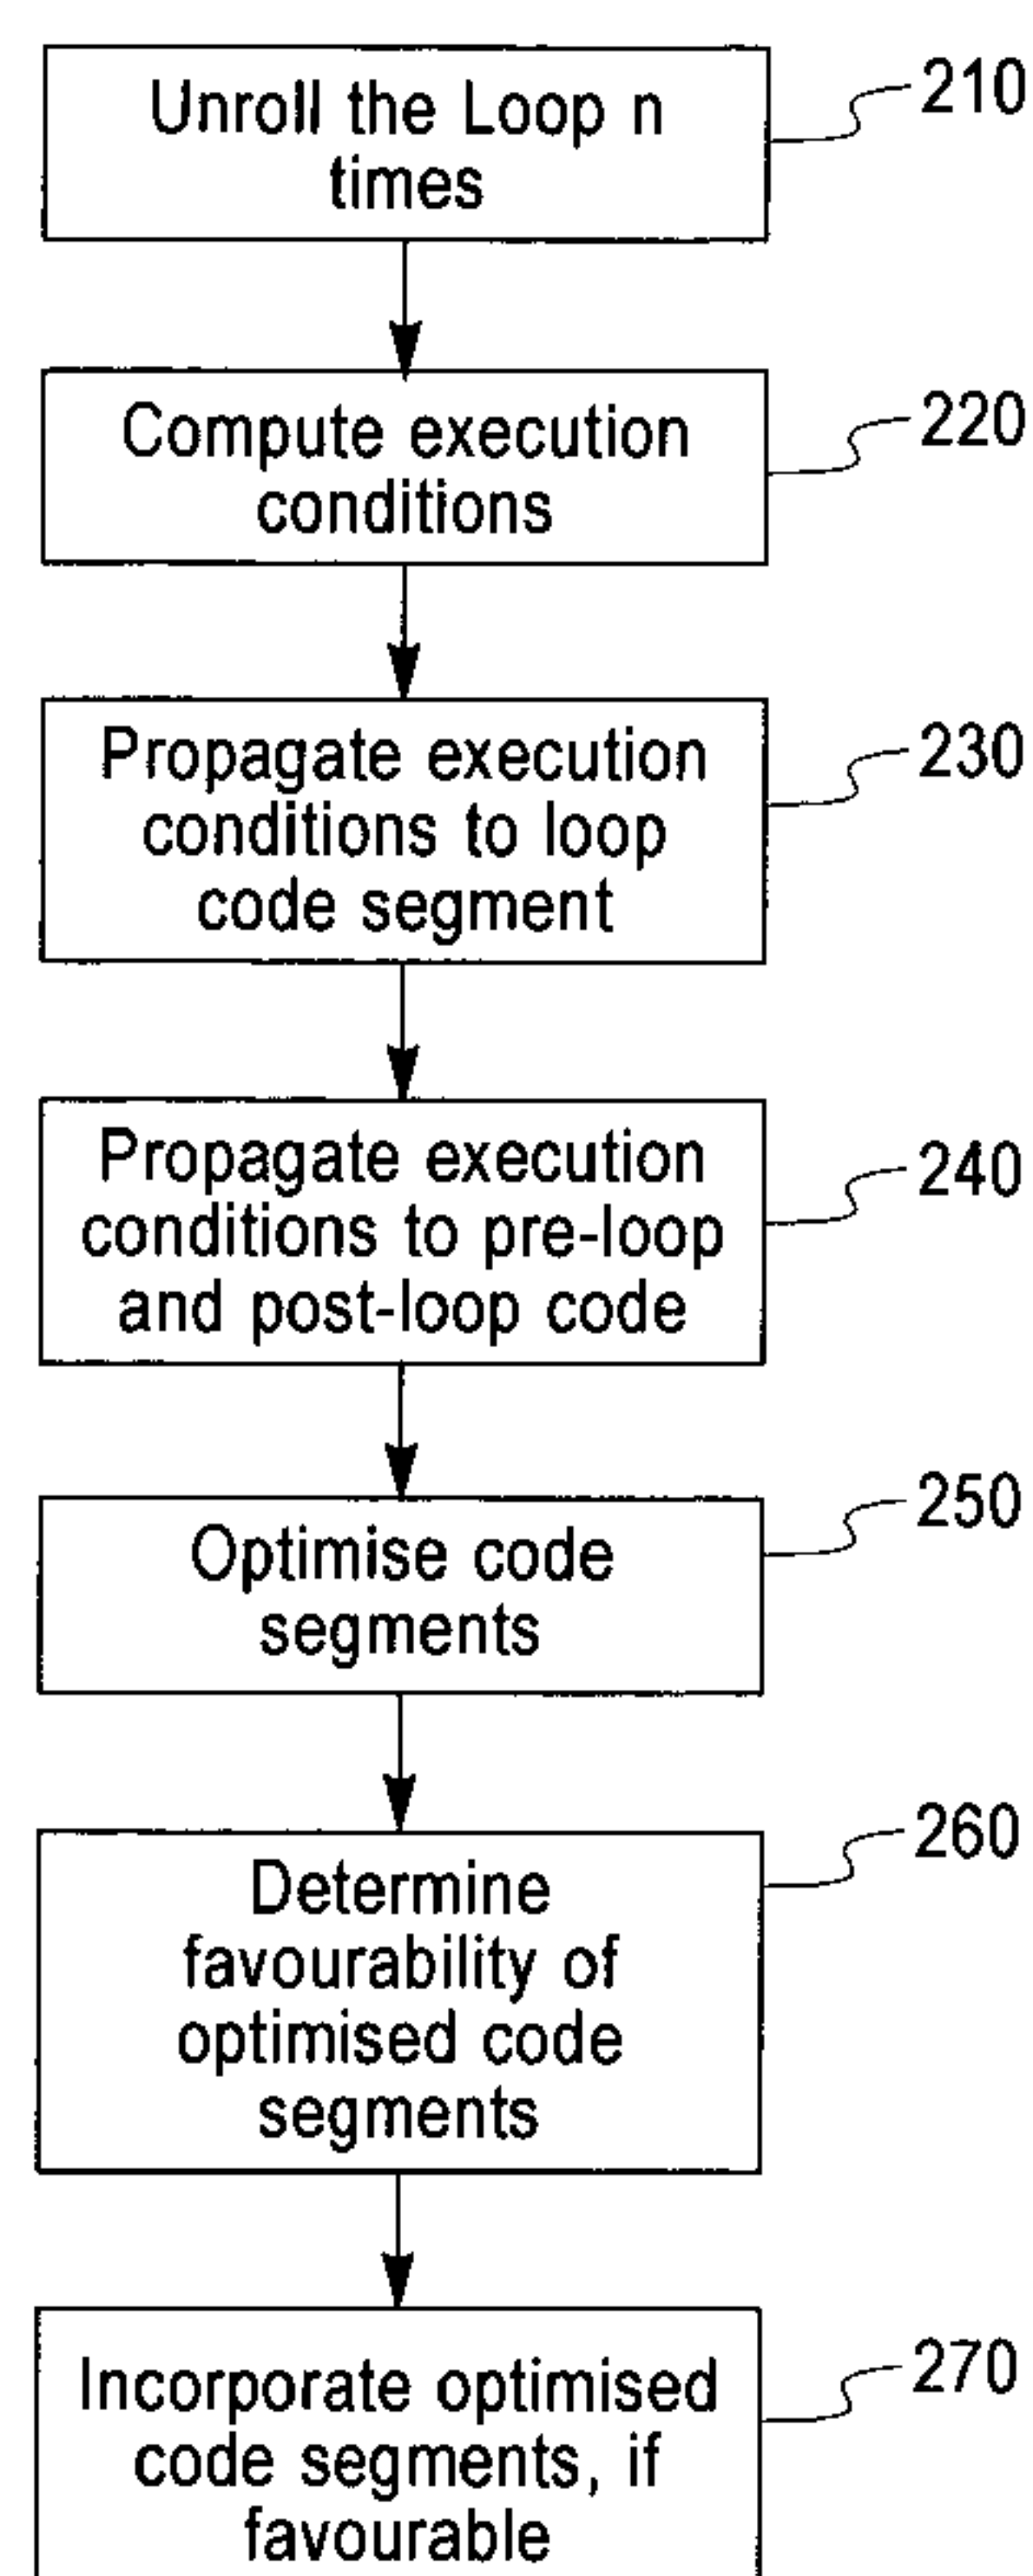 Unroll the Loop n
times
210
Compute execution
conditions
220
Propagate execution
conditions to loop
code segment
230
Propagate execution
conditions to pre-loop
and post-loop code
240
Optimise code
segments
250
Determine
favourability of
optimised code
segments
260
Incorporate optimised
code segments, if
favourable
270